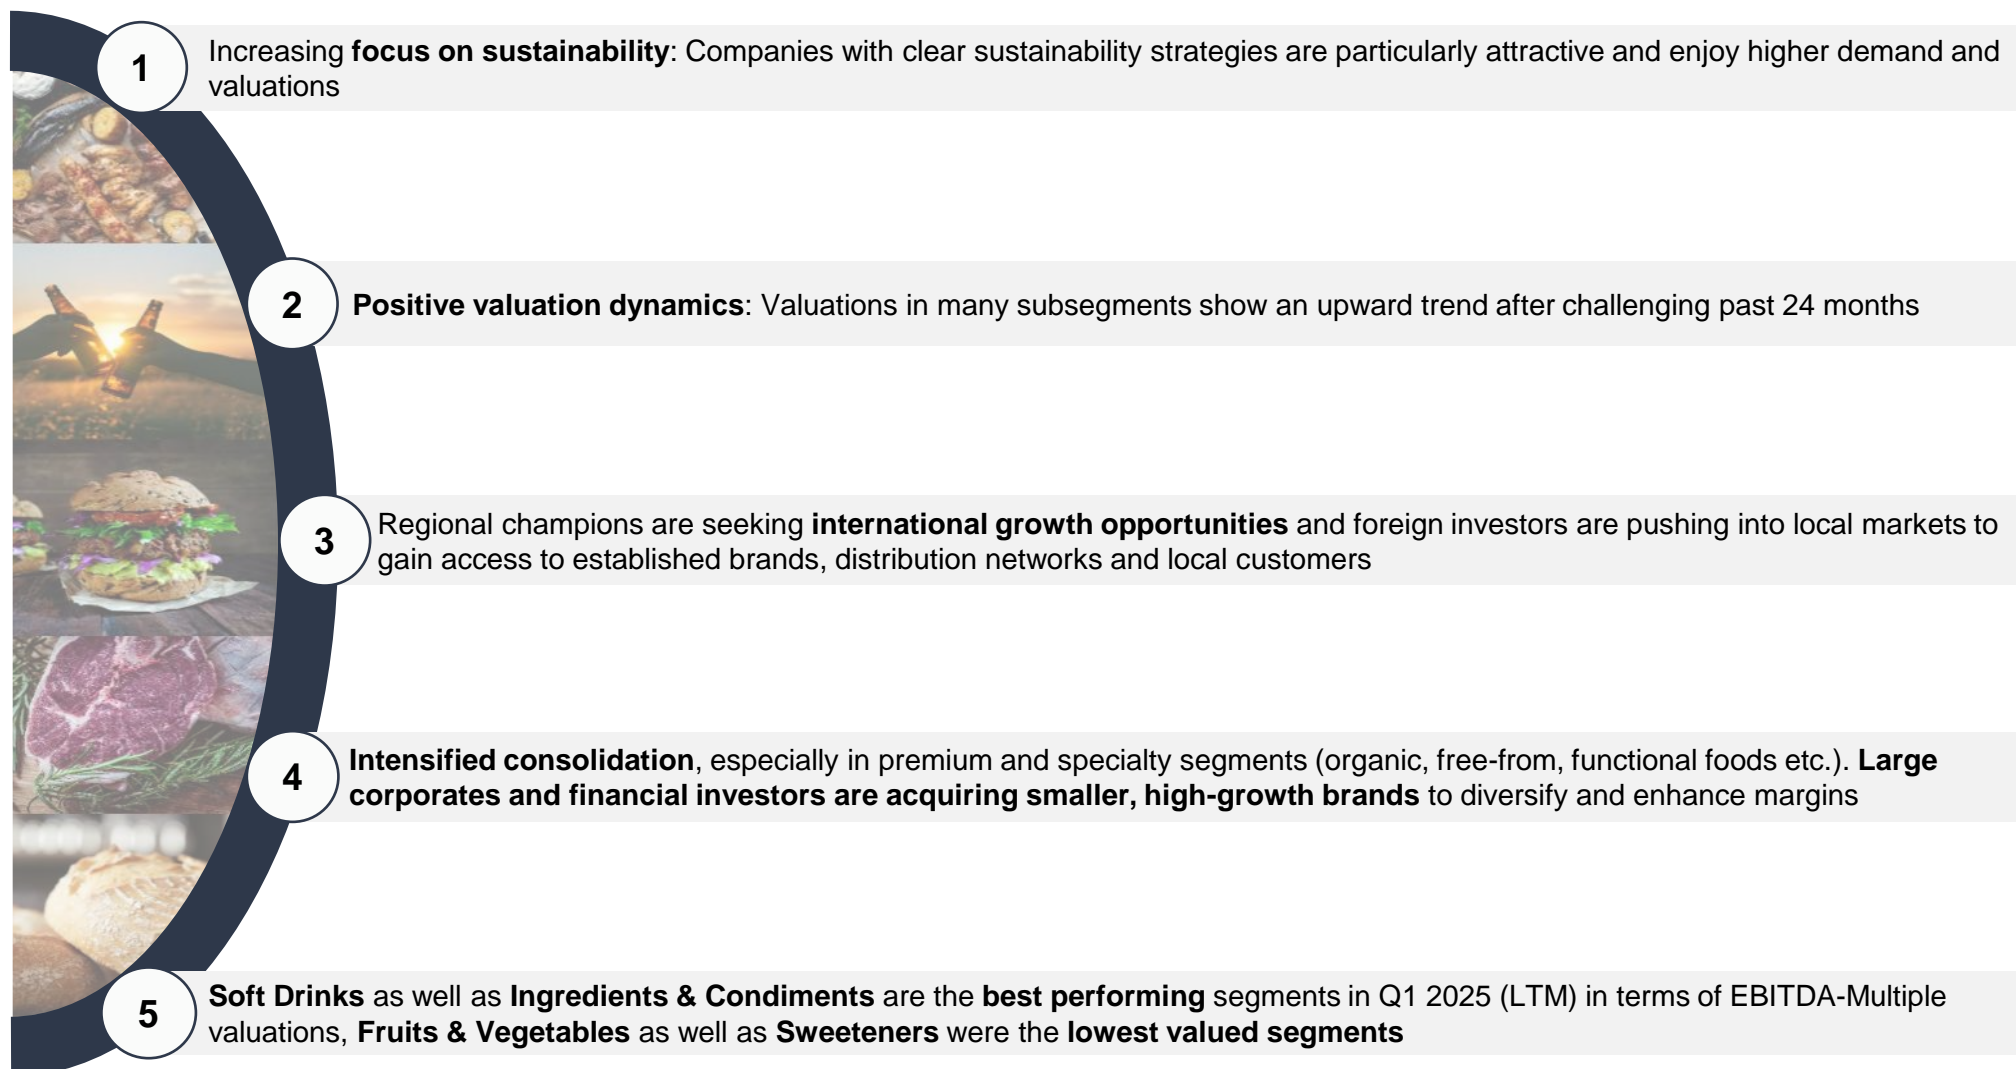 1
Increasing focus on sustainability: Companies with clear sustainability strategies are particularly attractive and enjoy higher demand and
valuations
2
Positive valuation dynamics: Valuations in many subsegments show an upward trend after challenging past 24 months
3
Regional champions are seeking international growth opportunities and foreign investors are pushing into local markets to
gain access to established brands, distribution networks and local customers
4
Intensified consolidation, especially in premium and specialty segments (organic, free-from, functional foods etc.). Large
corporates and financial investors are acquiring smaller, high-growth brands to diversify and enhance margins
5
Soft Drinks as well as Ingredients & Condiments are the best performing segments in Q1 2025 (LTM) in terms of EBITDA-Multiple
valuations, Fruits & Vegetables as well as Sweeteners were the lowest valued segments